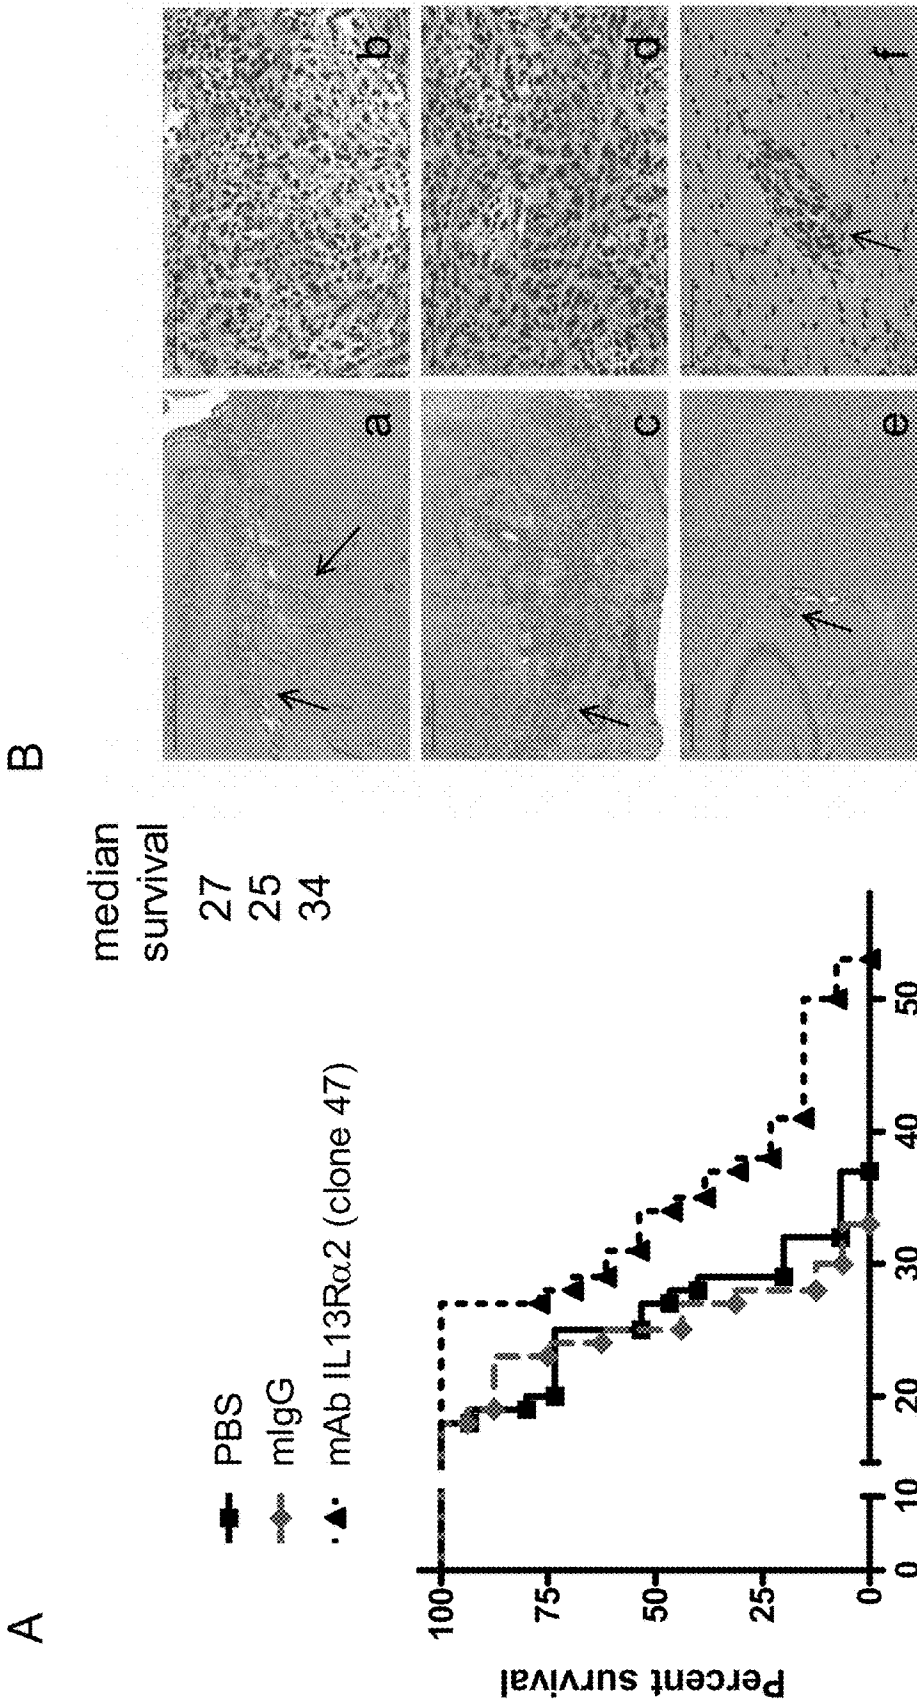 A
median
survival
PBS 27
mIgG 25
mAb IL13Rα2 (clone 47) 34
Percent survival
100
75
50
25
0
0 10 20 30 40 50
B
a b
c d
e f